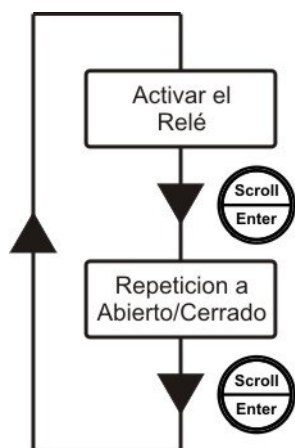 Activar el
Relé
Scroll
Enter
Repeticion a
Abierto/Cerrado
Scroll
Enter